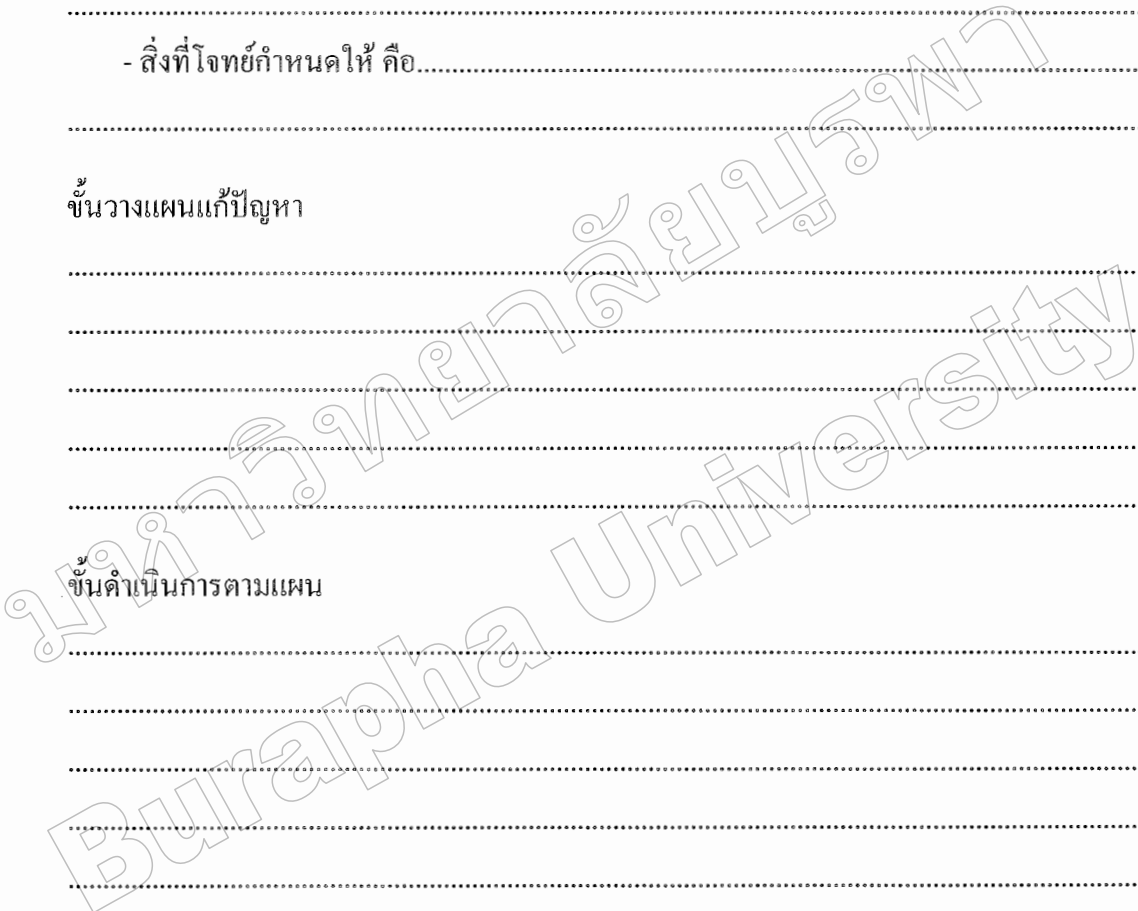 - สิ่งที่โจทย์กำหนดให้ คือ..........
ขั้นวางแผนแก้ปัญหา
ขั้นดำเนินการตามแผน
มหาวิทยาลัยบูรพา
Burapha University